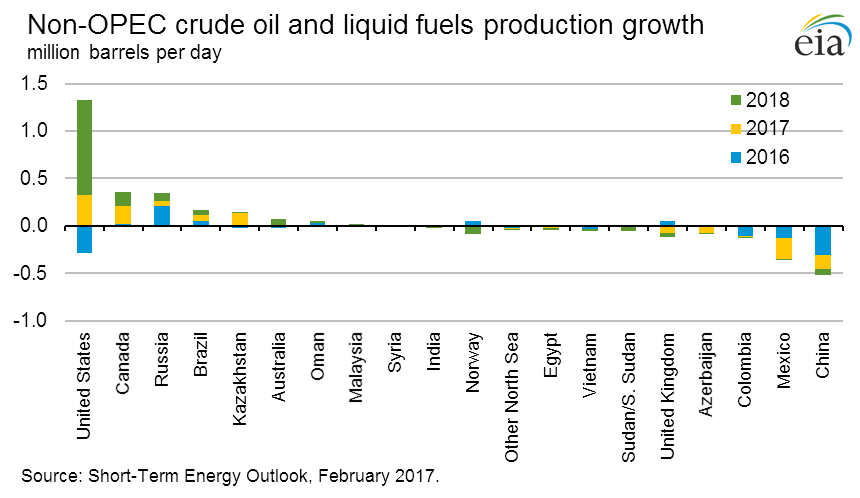 Non-OPEC crude oil and liquid fuels production growth
million barrels per day
eia
1.5
1.0
0.5
0.0
-0.5
-1.0
2018
2017
2016
United States
Canada
Russia
Brazil
Kazakhstan
Australia
Oman
Malaysia
Syria
India
Norway
Other North Sea
Egypt
Vietnam
Sudan/S. Sudan
United Kingdom
Azerbaijan
Colombia
Mexico
China
Source: Short-Term Energy Outlook, February 2017.